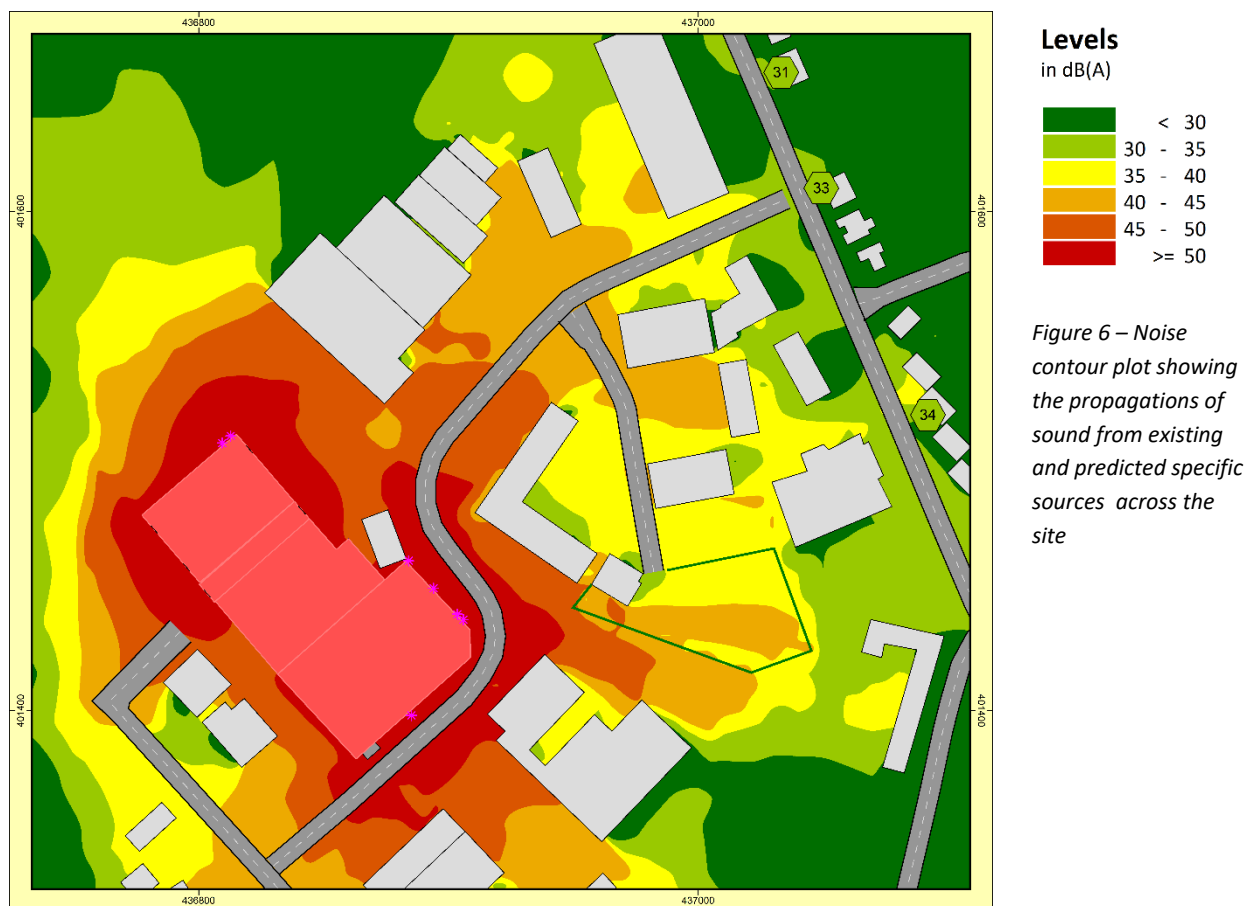 436800
437000
31
33
401600
401600
34
401400
401400
436800
437000
Levels
in dB(A)
< 30
30 - 35
35 - 40
40 - 45
45 - 50
>= 50
Figure 6 – Noise
contour plot showing
the propagations of
sound from existing
and predicted specific
sources across the
site